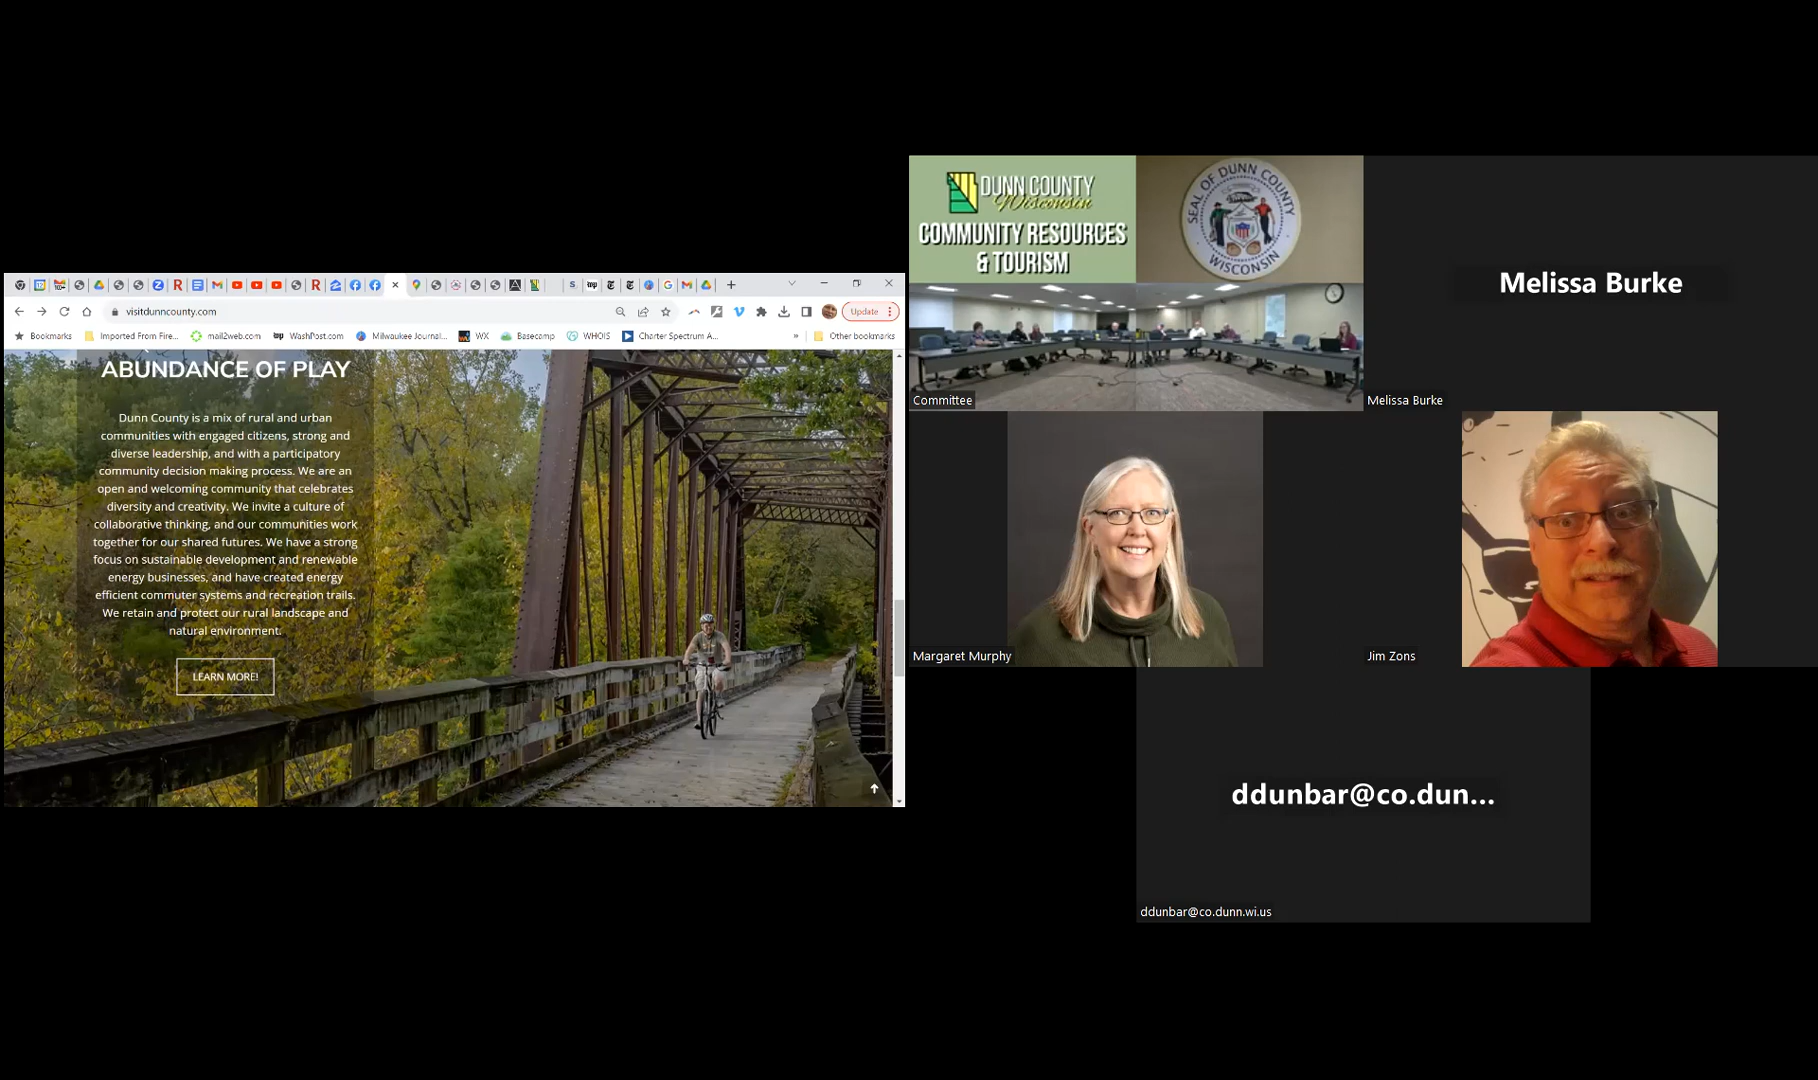 visitdunncounty.com
Update
Bookmarks
Imported From Fire...
mail2web.com
WashPost.com
Milwaukee Journal...
WX
Basecamp
WHOIS
Charter Spectrum A...
»
Other bookmarks
ABUNDANCE OF PLAY
Dunn County is a mix of rural and urban
communities with engaged citizens, strong and
diverse leadership, and with a participatory
community decision making process. We are an
open and welcoming community that celebrates
diversity and creativity. We invite a culture of
collaborative thinking, and our communities work
together for our shared futures. We have a strong
focus on sustainable development and renewable
energy businesses, and have created energy
efficient commuter systems and recreation trails.
We retain and protect our rural landscape and
natural environment.
LEARN MORE!
DUNN COUNTY
Wisconsin
COMMUNITY RESOURCES
& TOURISM
SEAL OF DUNN COUNTY
WISCONSIN
Committee
Melissa Burke
Melissa Burke
Margaret Murphy
Jim Zons
ddunbar@co.dun...
ddunbar@co.dunn.wi.us